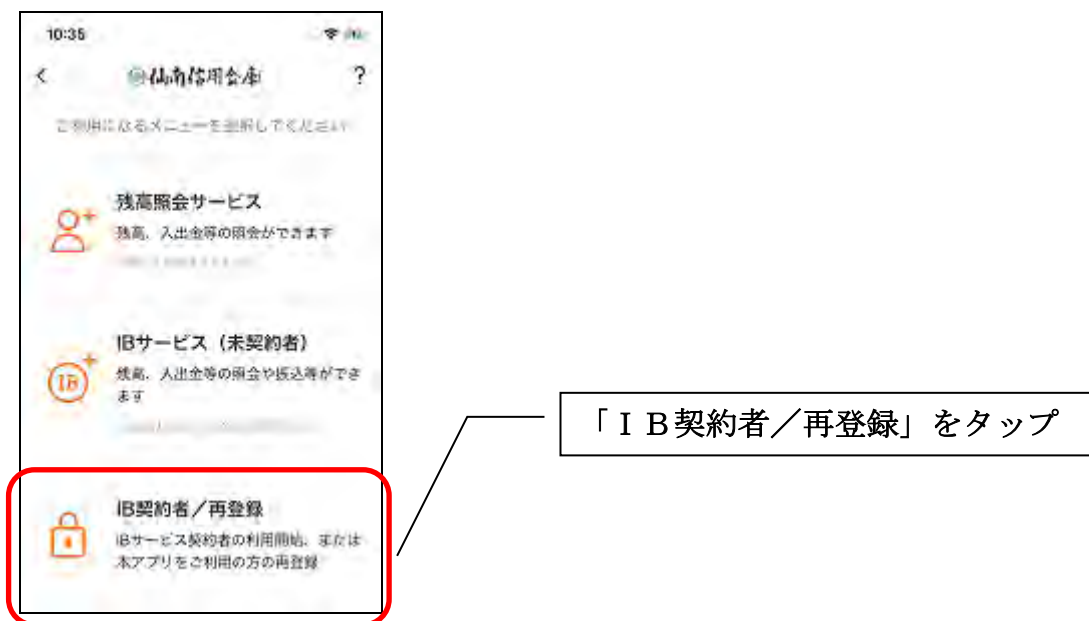 10:35
仙南信用金庫
?
ご利用になるメニューを選択してください
残高照会サービス
残高、入出金等の照会ができます
IBサービス（未契約者）
IB
残高、入出金等の照会や振込等ができ
ます
IB契約者／再登録
IBサービス契約者の利用開始、または
本アプリをご利用の方の再登録
「ＩＢ契約者／再登録」をタップ